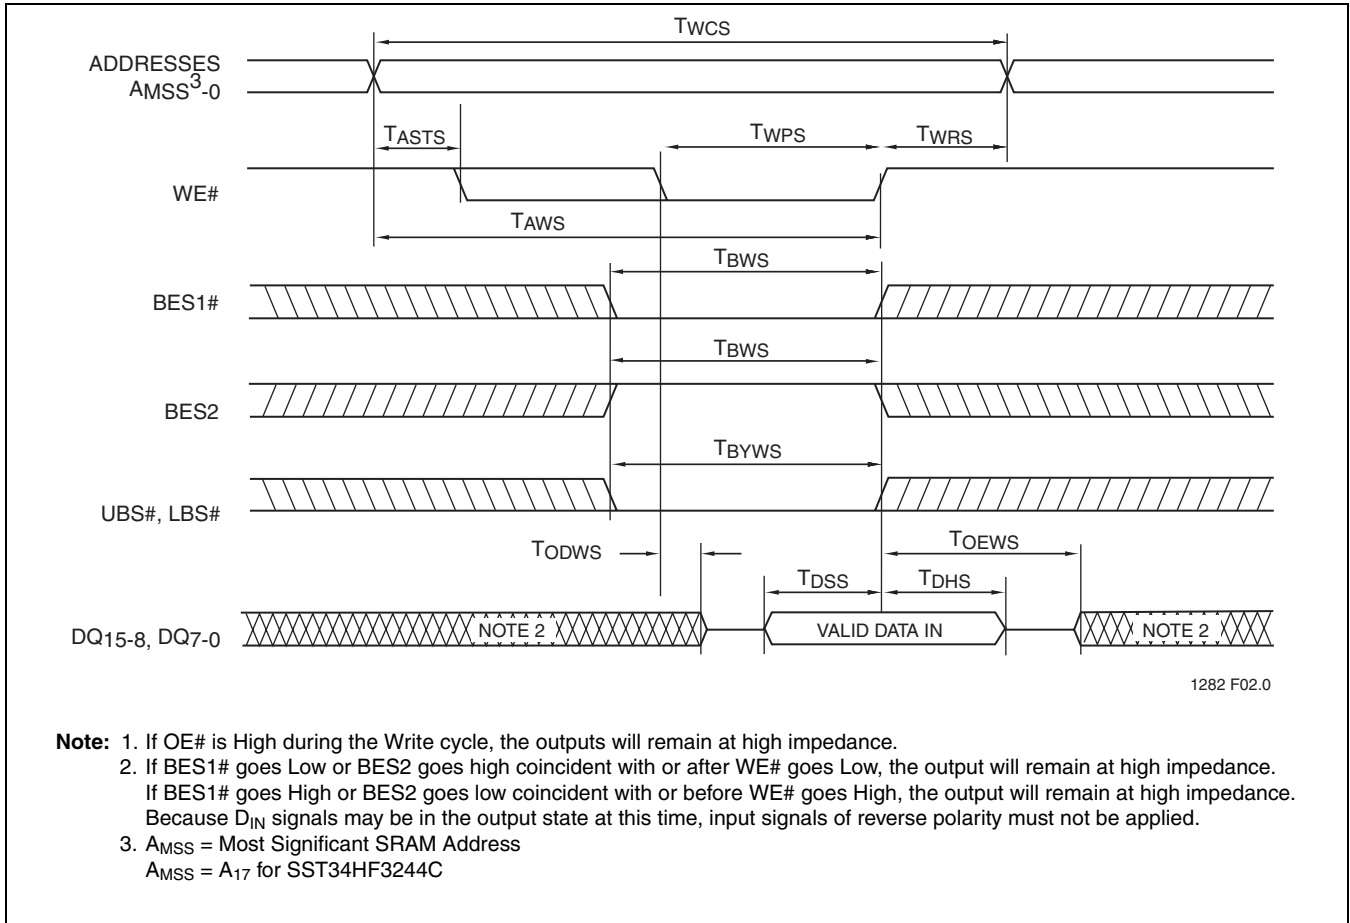 TWCS
ADDRESSES
AMSS3-0
TASTS
TWPS
TWRS
WE#
TAWS
TBWS
BES1#
TBWS
BES2
TBYWS
UBS#, LBS#
TODWS
TOEWS
TDSS
TDHS
DQ15-8, DQ7-0
NOTE 2
VALID DATA IN
NOTE 2
1282 F02.0
Note: 1. If OE# is High during the Write cycle, the outputs will remain at high impedance.
2. If BES1# goes Low or BES2 goes high coincident with or after WE# goes Low, the output will remain at high impedance.
If BES1# goes High or BES2 goes low coincident with or before WE# goes High, the output will remain at high impedance.
Because DIN signals may be in the output state at this time, input signals of reverse polarity must not be applied.
3. AMSS = Most Significant SRAM Address
AMSS = A17 for SST34HF3244C